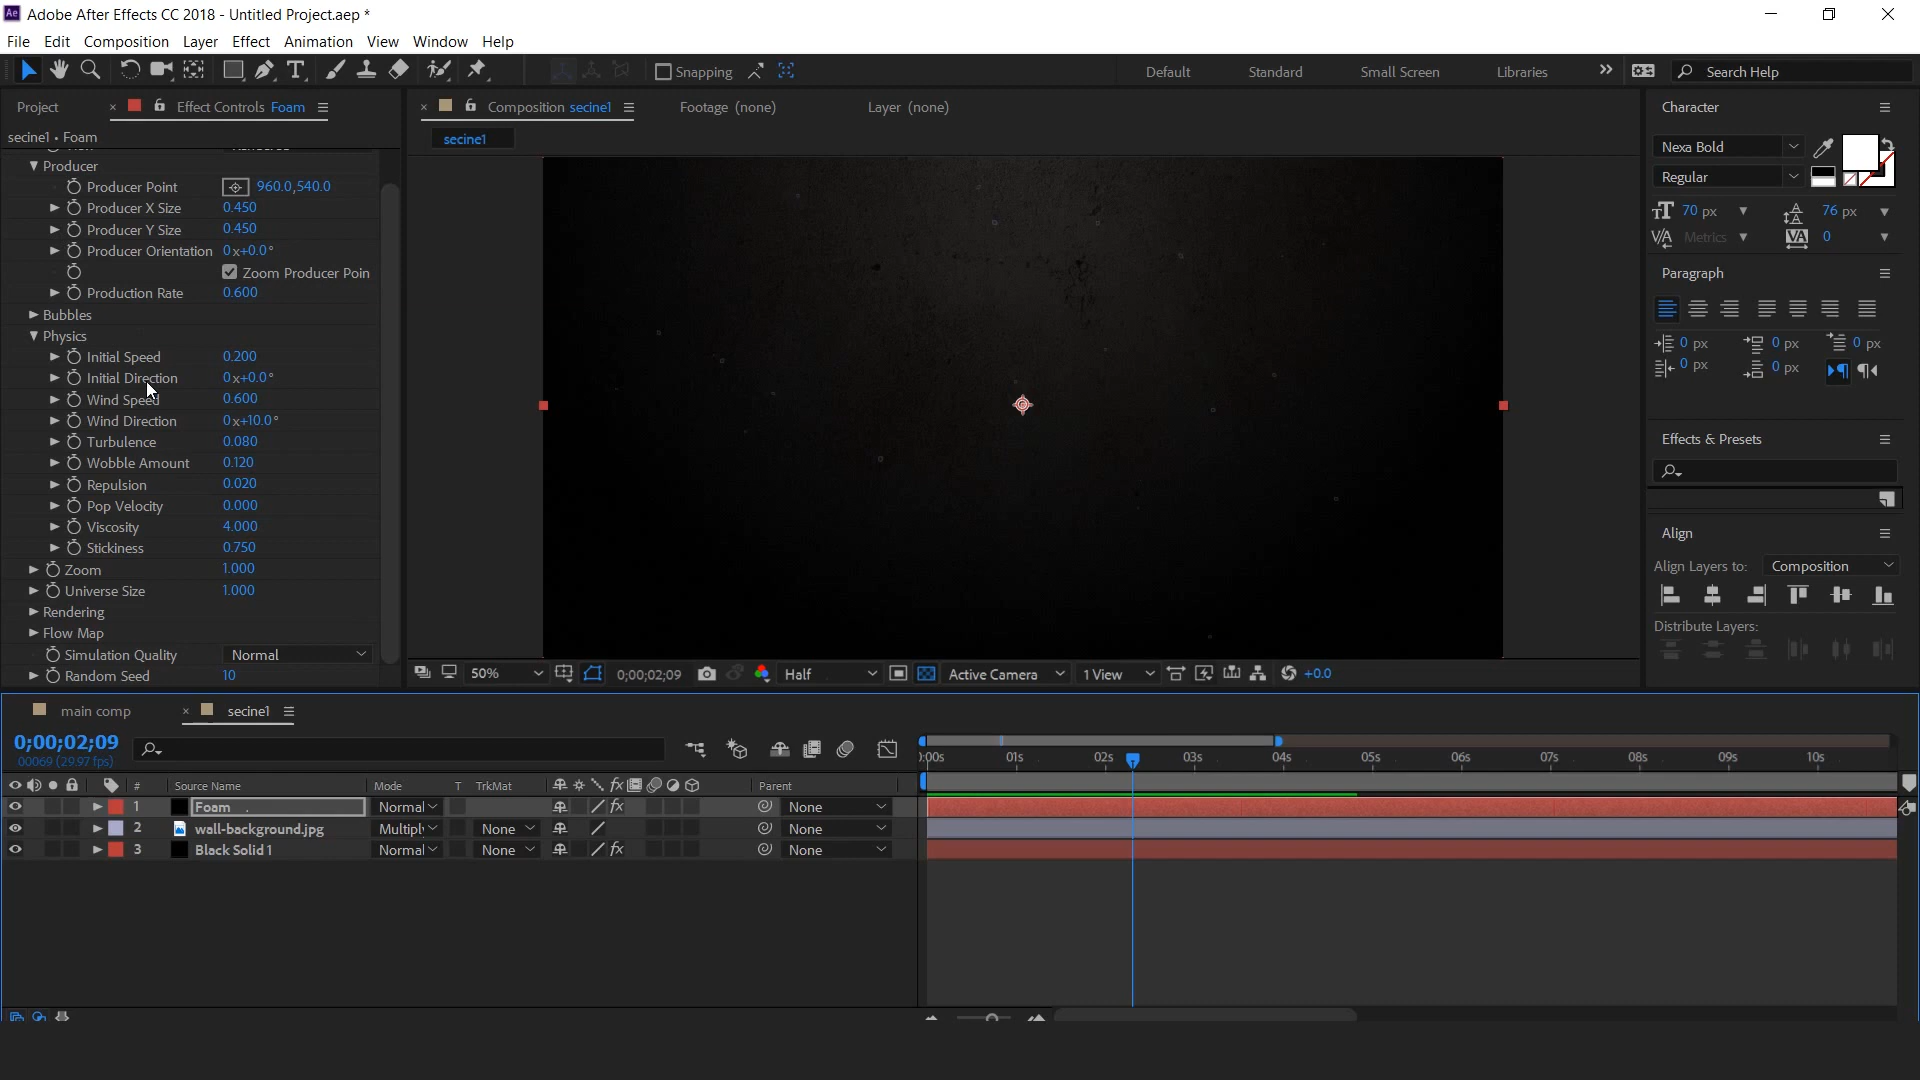 Ae Adobe After Effects CC 2018 - Untitled Project.aep *
File Edit Composition Layer Effect Animation View Window Help
Snapping Default Standard Small Screen Libraries Search Help
Project Effect Controls Foam
secine1 • Foam
Producer
Producer Point 960.0,540.0
Producer X Size 0.450
Producer Y Size 0.450
Producer Orientation 0x+0.0°
Zoom Producer Poin
Production Rate 0.600
Bubbles
Physics
Initial Speed 0.200
Initial Direction 0x+0.0°
Wind Speed 0.600
Wind Direction 0x+10.0°
Turbulence 0.080
Wobble Amount 0.120
Repulsion 0.020
Pop Velocity 0.000
Viscosity 4.000
Stickiness 0.750
Zoom 1.000
Universe Size 1.000
Rendering
Flow Map
Simulation Quality Normal
Random Seed 10
Composition secine1 Footage (none) Layer (none)
secine1
50% 0;00;02;09 Half Active Camera 1 View +0.0
Character
Nexa Bold
Regular
70 px 76 px
Metrics 0
Paragraph
0 px 0 px 0 px
0 px 0 px
Effects & Presets
Align
Align Layers to: Composition
Distribute Layers:
main comp secine1
0;00;02;09
00069 (29.97 fps)
:00s 01s 02s 03s 04s 05s 06s 07s 08s 09s 10s
# Source Name Mode T TrkMat fx Parent
1 Foam Normal fx None
2 wall-background.jpg Multipl None None
3 Black Solid 1 Normal None fx None